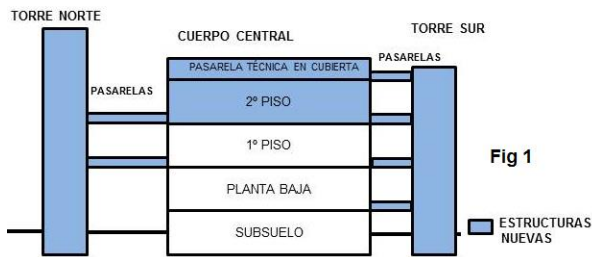 TORRE NORTE
CUERPO CENTRAL
TORRE SUR
PASARELAS
PASARELA TÉCNICA EN CUBIERTA
PASARELAS
2º PISO
1º PISO
Fig 1
PLANTA BAJA
SUBSUELO
ESTRUCTURAS
NUEVAS